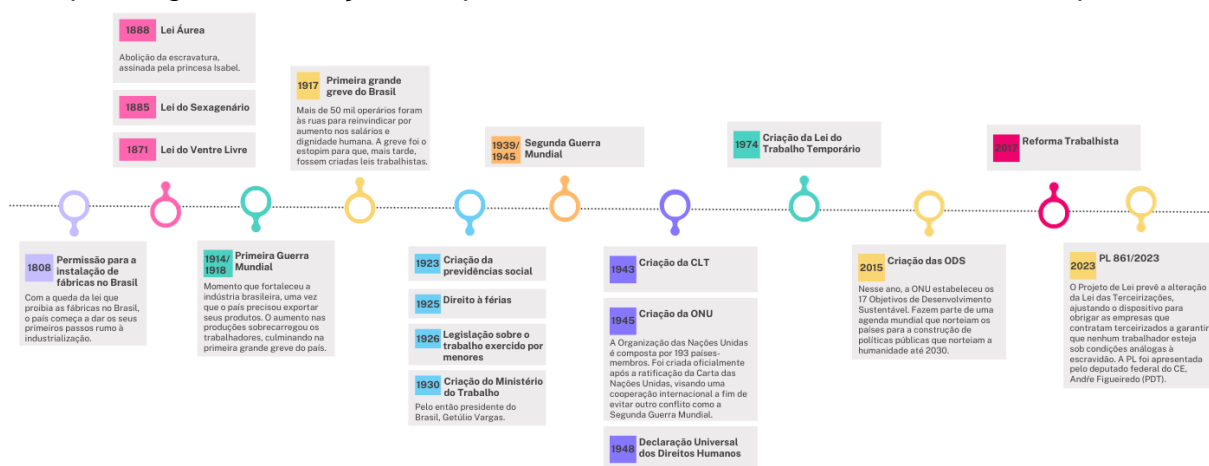 1888 Lei Áurea
Abolição da escravatura,
assinada pela princesa Isabel.
1885 Lei do Sexagenário
1871 Lei do Ventre Livre
1917 Primeira grande
greve do Brasil
Mais de 50 mil operários foram
às ruas para reinvindicar por
aumento nos salários e
dignidade humana. A greve foi o
estopim para que, mais tarde,
fossem criadas leis trabalhistas.
1939/
1945
Segunda Guerra
Mundial
1974 Criação da Lei do
Trabalho Temporário
2017 Reforma Trabalhista
1808 Permissão para a
instalação de
fábricas no Brasil
Com a queda da lei que
proibia as fábricas no Brasil,
o país começa a dar os seus
primeiros passos rumo à
industrialização.
1914/
1918
Primeira Guerra
Mundial
Momento que fortaleceu a
indústria brasileira, uma vez
que o país precisou exportar
seus produtos. O aumento nas
produções sobrecarregou os
trabalhadores, culminando na
primeira grande greve do país.
1923 Criação da
previdências social
1925 Direito à férias
1926 Legislação sobre o
trabalho exercido por
menores
1930 Criação do Ministério
do Trabalho
Pelo então presidente do
Brasil, Getúlio Vargas.
1943 Criação da CLT
1945 Criação da ONU
A Organização das Nações Unidas
é composta por 193 países-
membros. Foi criada oficialmente
após a ratificação da Carta das
Nações Unidas, visando uma
cooperação internacional a fim de
evitar outro conflito como a
Segunda Guerra Mundial.
1948 Declaração Universal
dos Direitos Humanos
2015 Criação das ODS
Nesse ano, a ONU estabeleceu os
17 Objetivos de Desenvolvimento
Sustentável. Fazem parte de uma
agenda mundial que norteiam os
países para a construção de
políticas públicas que norteiam a
humanidade até 2030.
2023 PL 861/2023
O Projeto de Lei prevê a alteração
da Lei das Terceirizações,
ajustando o dispositivo para
obrigar as empresas que
contratam terceirizados a garantir
que nenhum trabalhador esteja
sob condições análogas à
escravidão. A PL foi apresentada
pelo deputado federal do CE,
André Figueiredo (PDT).